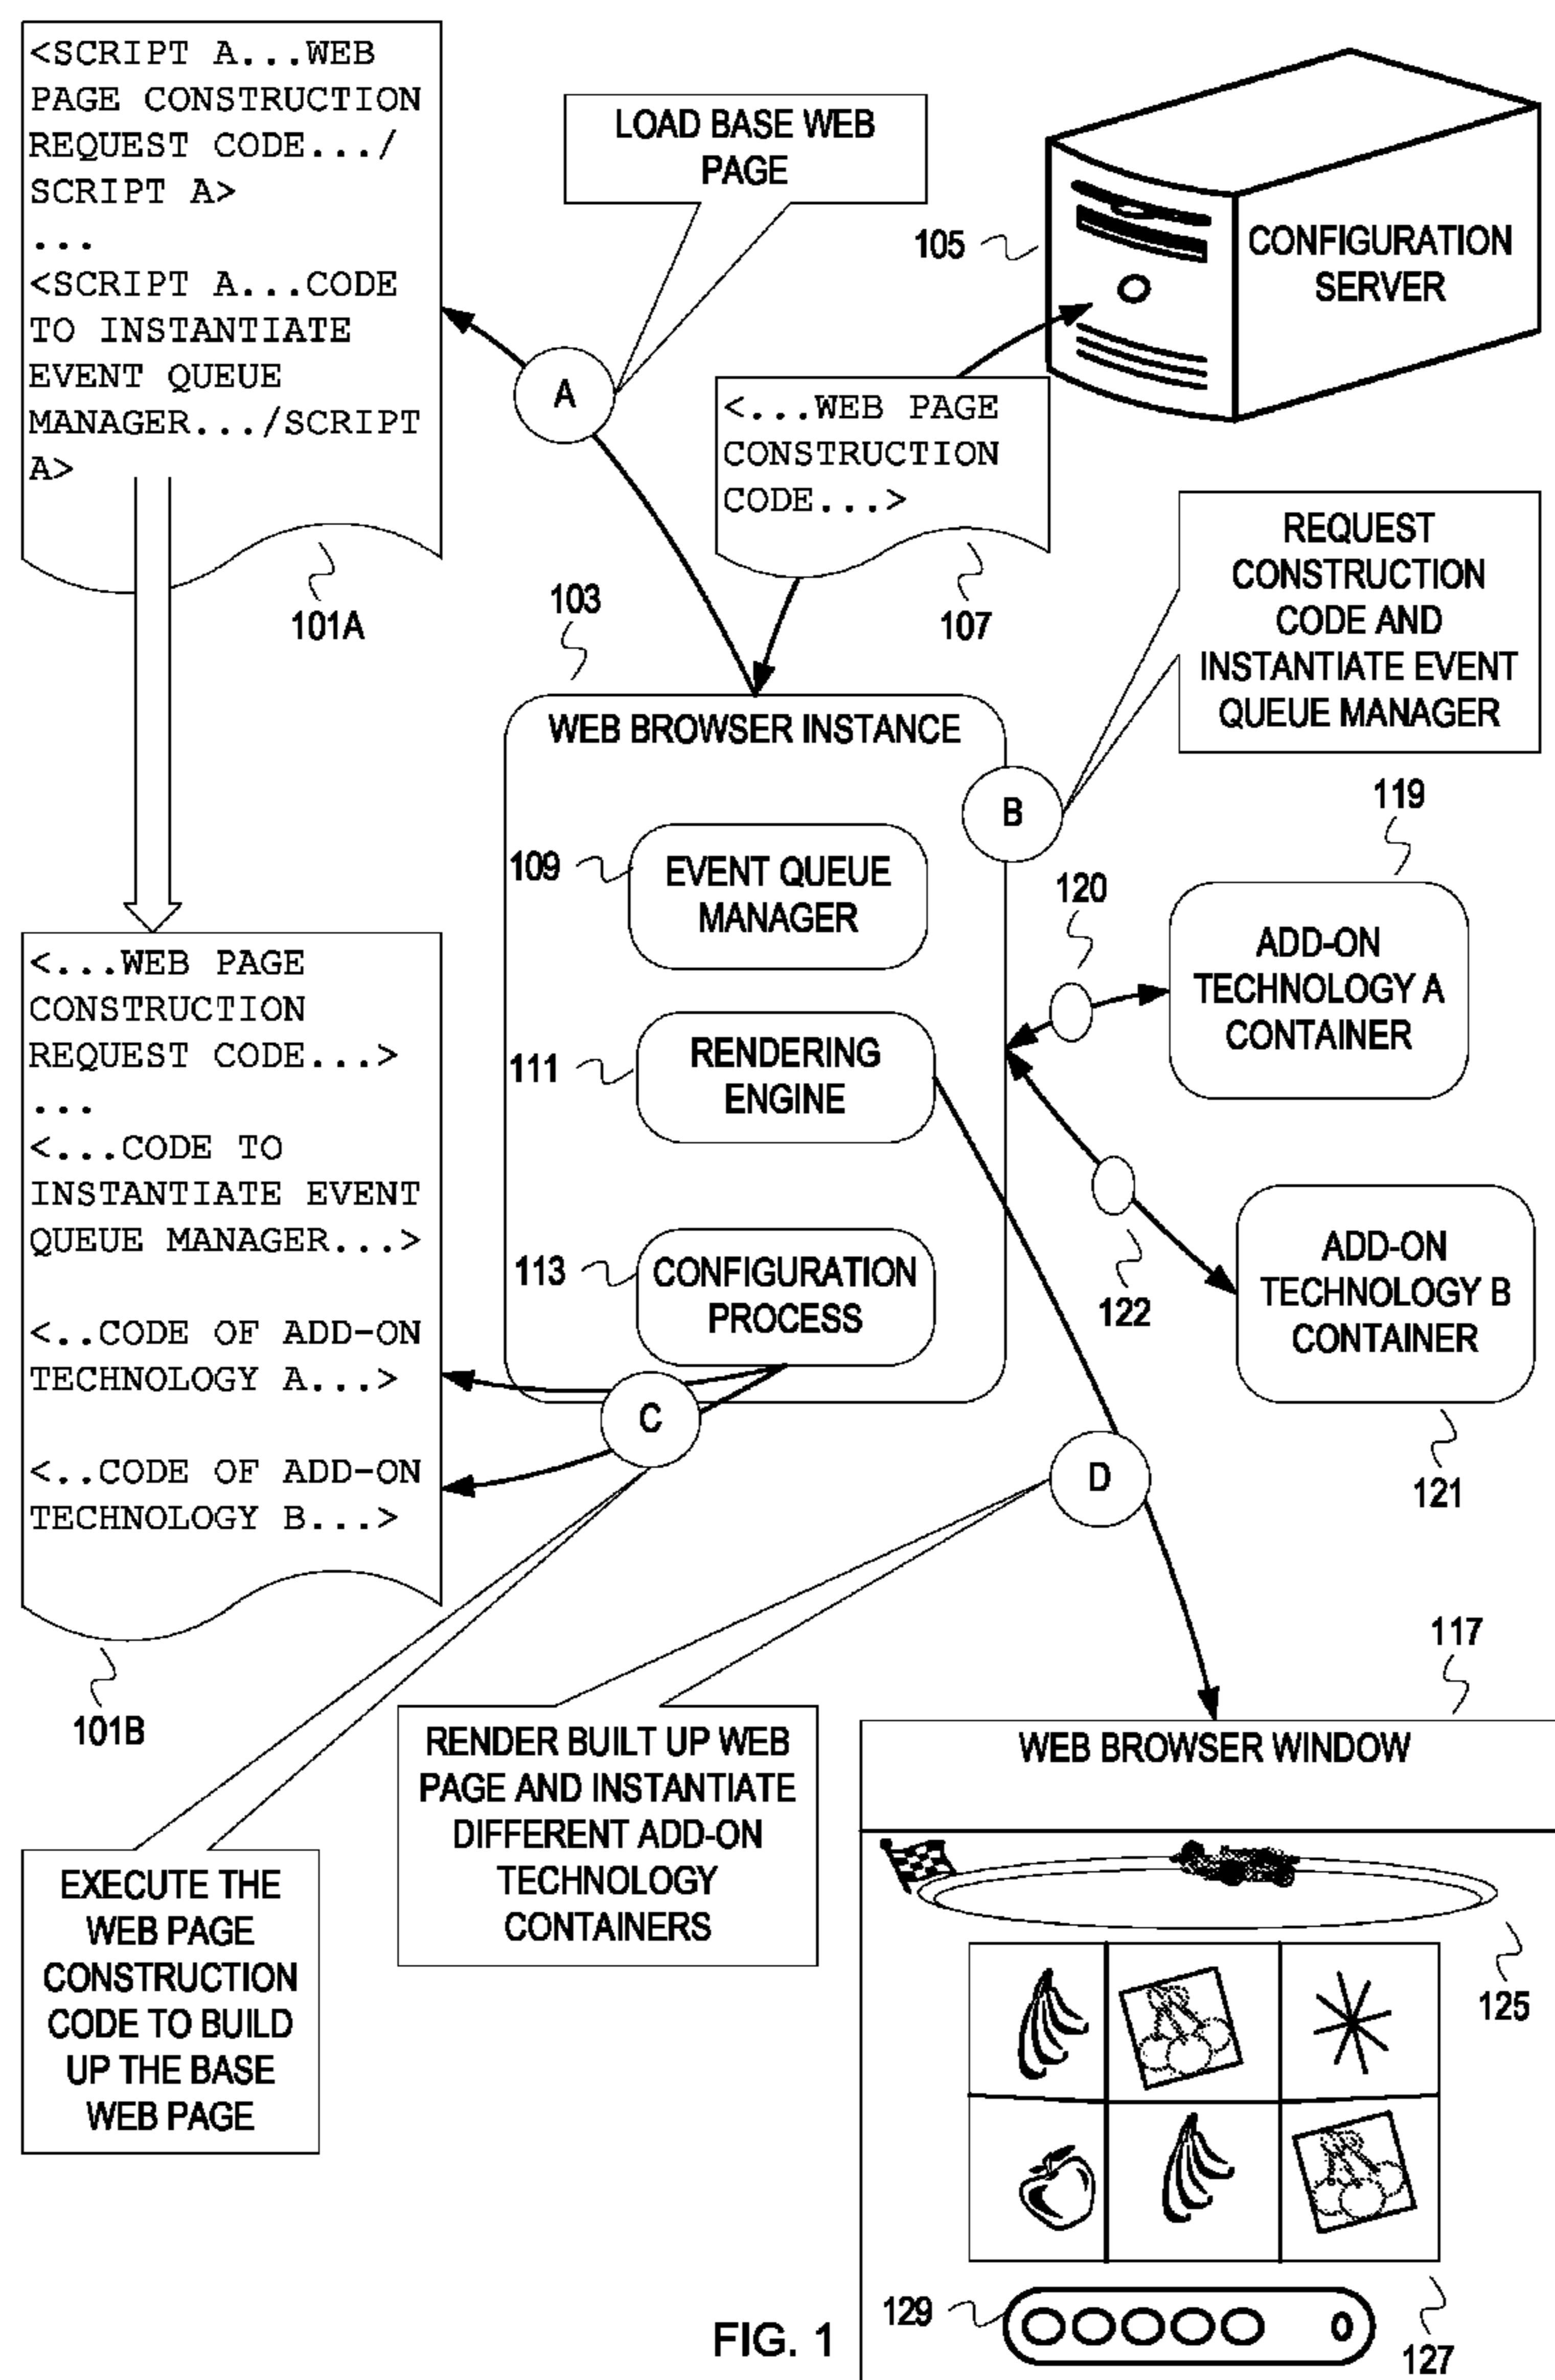 <SCRIPT A...WEB
PAGE CONSTRUCTION
REQUEST CODE.../
SCRIPT A>
...
<SCRIPT A...CODE
TO INSTANTIATE
EVENT QUEUE
MANAGER.../SCRIPT
A>
101A
LOAD BASE WEB
PAGE
A
105
CONFIGURATION
SERVER
<...WEB PAGE
CONSTRUCTION
CODE...>
107
REQUEST
CONSTRUCTION
CODE AND
INSTANTIATE EVENT
QUEUE MANAGER
103
WEB BROWSER INSTANCE
B
109
EVENT QUEUE
MANAGER
111
RENDERING
ENGINE
113
CONFIGURATION
PROCESS
119
120
ADD-ON
TECHNOLOGY A
CONTAINER
122
ADD-ON
TECHNOLOGY B
CONTAINER
121
<...WEB PAGE
CONSTRUCTION
REQUEST CODE...>
...
<...CODE TO
INSTANTIATE EVENT
QUEUE MANAGER...>
<..CODE OF ADD-ON
TECHNOLOGY A...>
<..CODE OF ADD-ON
TECHNOLOGY B...>
101B
C
D
EXECUTE THE
WEB PAGE
CONSTRUCTION
CODE TO BUILD
UP THE BASE
WEB PAGE
RENDER BUILT UP WEB
PAGE AND INSTANTIATE
DIFFERENT ADD-ON
TECHNOLOGY
CONTAINERS
117
WEB BROWSER WINDOW
125
129
127
FIG. 1